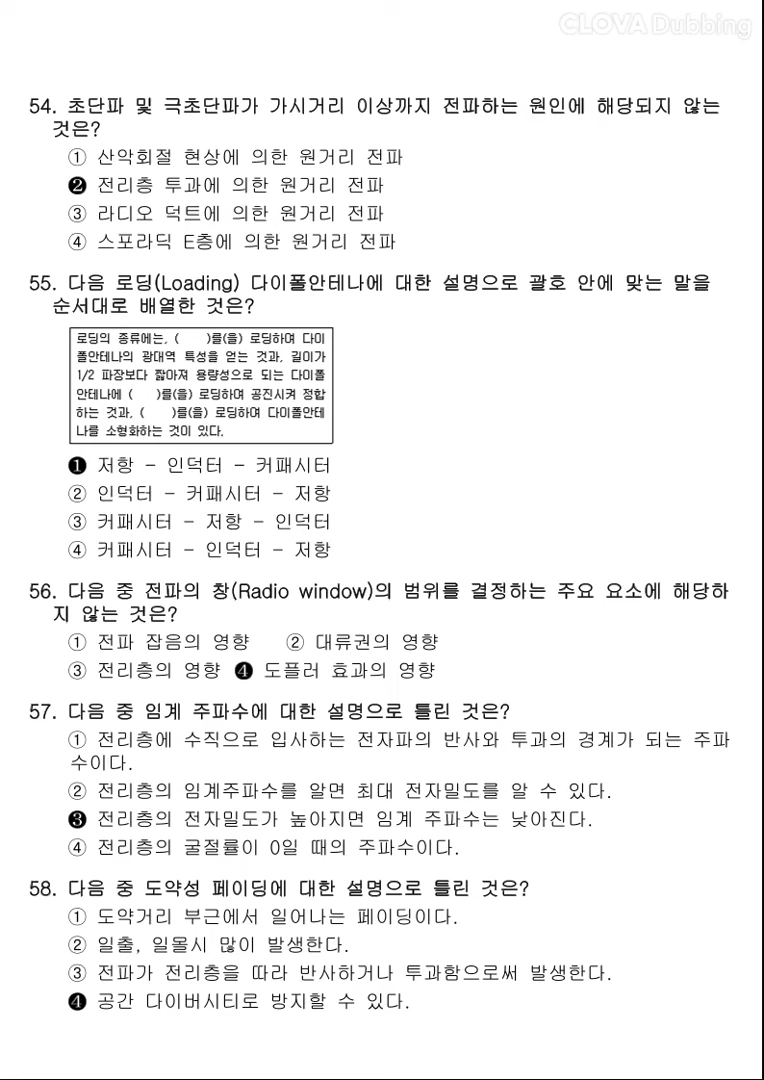 CLOVA Dubbing
54. 초단파 및 극초단파가 가시거리 이상까지 전파하는 원인에 해당되지 않는
것은?
① 산악회절 현상에 의한 원거리 전파
❷ 전리층 투과에 의한 원거리 전파
③ 라디오 덕트에 의한 원거리 전파
④ 스포라딕 E층에 의한 원거리 전파
55. 다음 로딩(Loading) 다이폴안테나에 대한 설명으로 괄호 안에 맞는 말을
순서대로 배열한 것은?
로딩의 종류에는, (    )를(을) 로딩하여 다이
폴안테나의 광대역 특성을 얻는 것과, 길이가
1/2 파장보다 짧아져 용량성으로 되는 다이폴
안테나에 (    )를(을) 로딩하여 공진시켜 정합
하는 것과, (    )를(을) 로딩하여 다이폴안테
나를 소형화하는 것이 있다.
❶ 저항 - 인덕터 - 커패시터
② 인덕터 - 커패시터 - 저항
③ 커패시터 - 저항 - 인덕터
④ 커패시터 - 인덕터 - 저항
56. 다음 중 전파의 창(Radio window)의 범위를 결정하는 주요 요소에 해당하
지 않는 것은?
① 전파 잡음의 영향 ② 대류권의 영향
③ 전리층의 영향 ❹ 도플러 효과의 영향
57. 다음 중 임계 주파수에 대한 설명으로 틀린 것은?
① 전리층에 수직으로 입사하는 전자파의 반사와 투과의 경계가 되는 주파
수이다.
② 전리층의 임계주파수를 알면 최대 전자밀도를 알 수 있다.
❸ 전리층의 전자밀도가 높아지면 임계 주파수는 낮아진다.
④ 전리층의 굴절률이 0일 때의 주파수이다.
58. 다음 중 도약성 페이딩에 대한 설명으로 틀린 것은?
① 도약거리 부근에서 일어나는 페이딩이다.
② 일출, 일몰시 많이 발생한다.
③ 전파가 전리층을 따라 반사하거나 투과함으로써 발생한다.
❹ 공간 다이버시티로 방지할 수 있다.